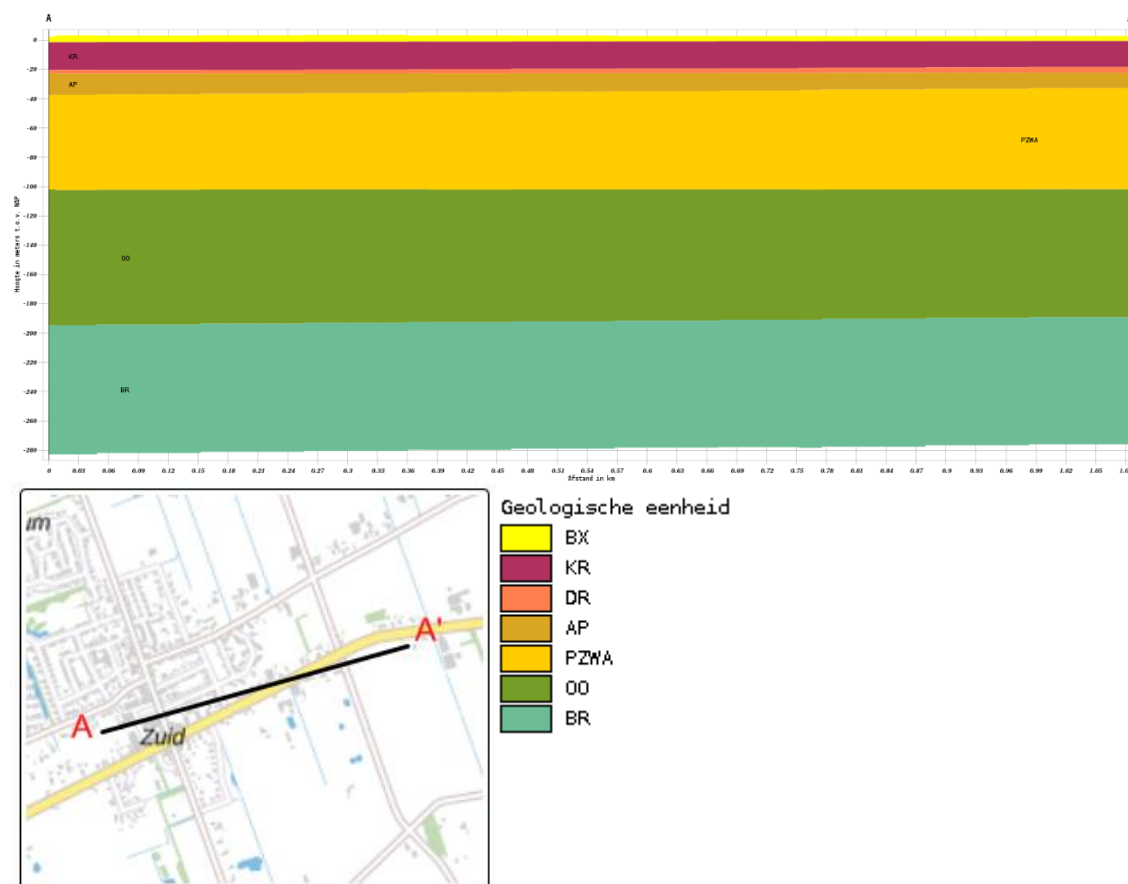 A
0
-20
-40
-60
-80
-100
-120
-140
-160
-180
-200
-220
-240
-260
-280
Hoogte in meters t.o.v. NAP
KR
AP
PZWA
OO
BR
0 0.03 0.06 0.09 0.12 0.15 0.18 0.21 0.24 0.27 0.3 0.33 0.36 0.39 0.42 0.45 0.48 0.51 0.54 0.57 0.6 0.63 0.66 0.69 0.72 0.75 0.78 0.81 0.84 0.87 0.9 0.93 0.96 0.99 1.02 1.05
Afstand in km
um
A'
A
Zuid
Geologische eenheid
BX
KR
DR
AP
PZWA
OO
BR